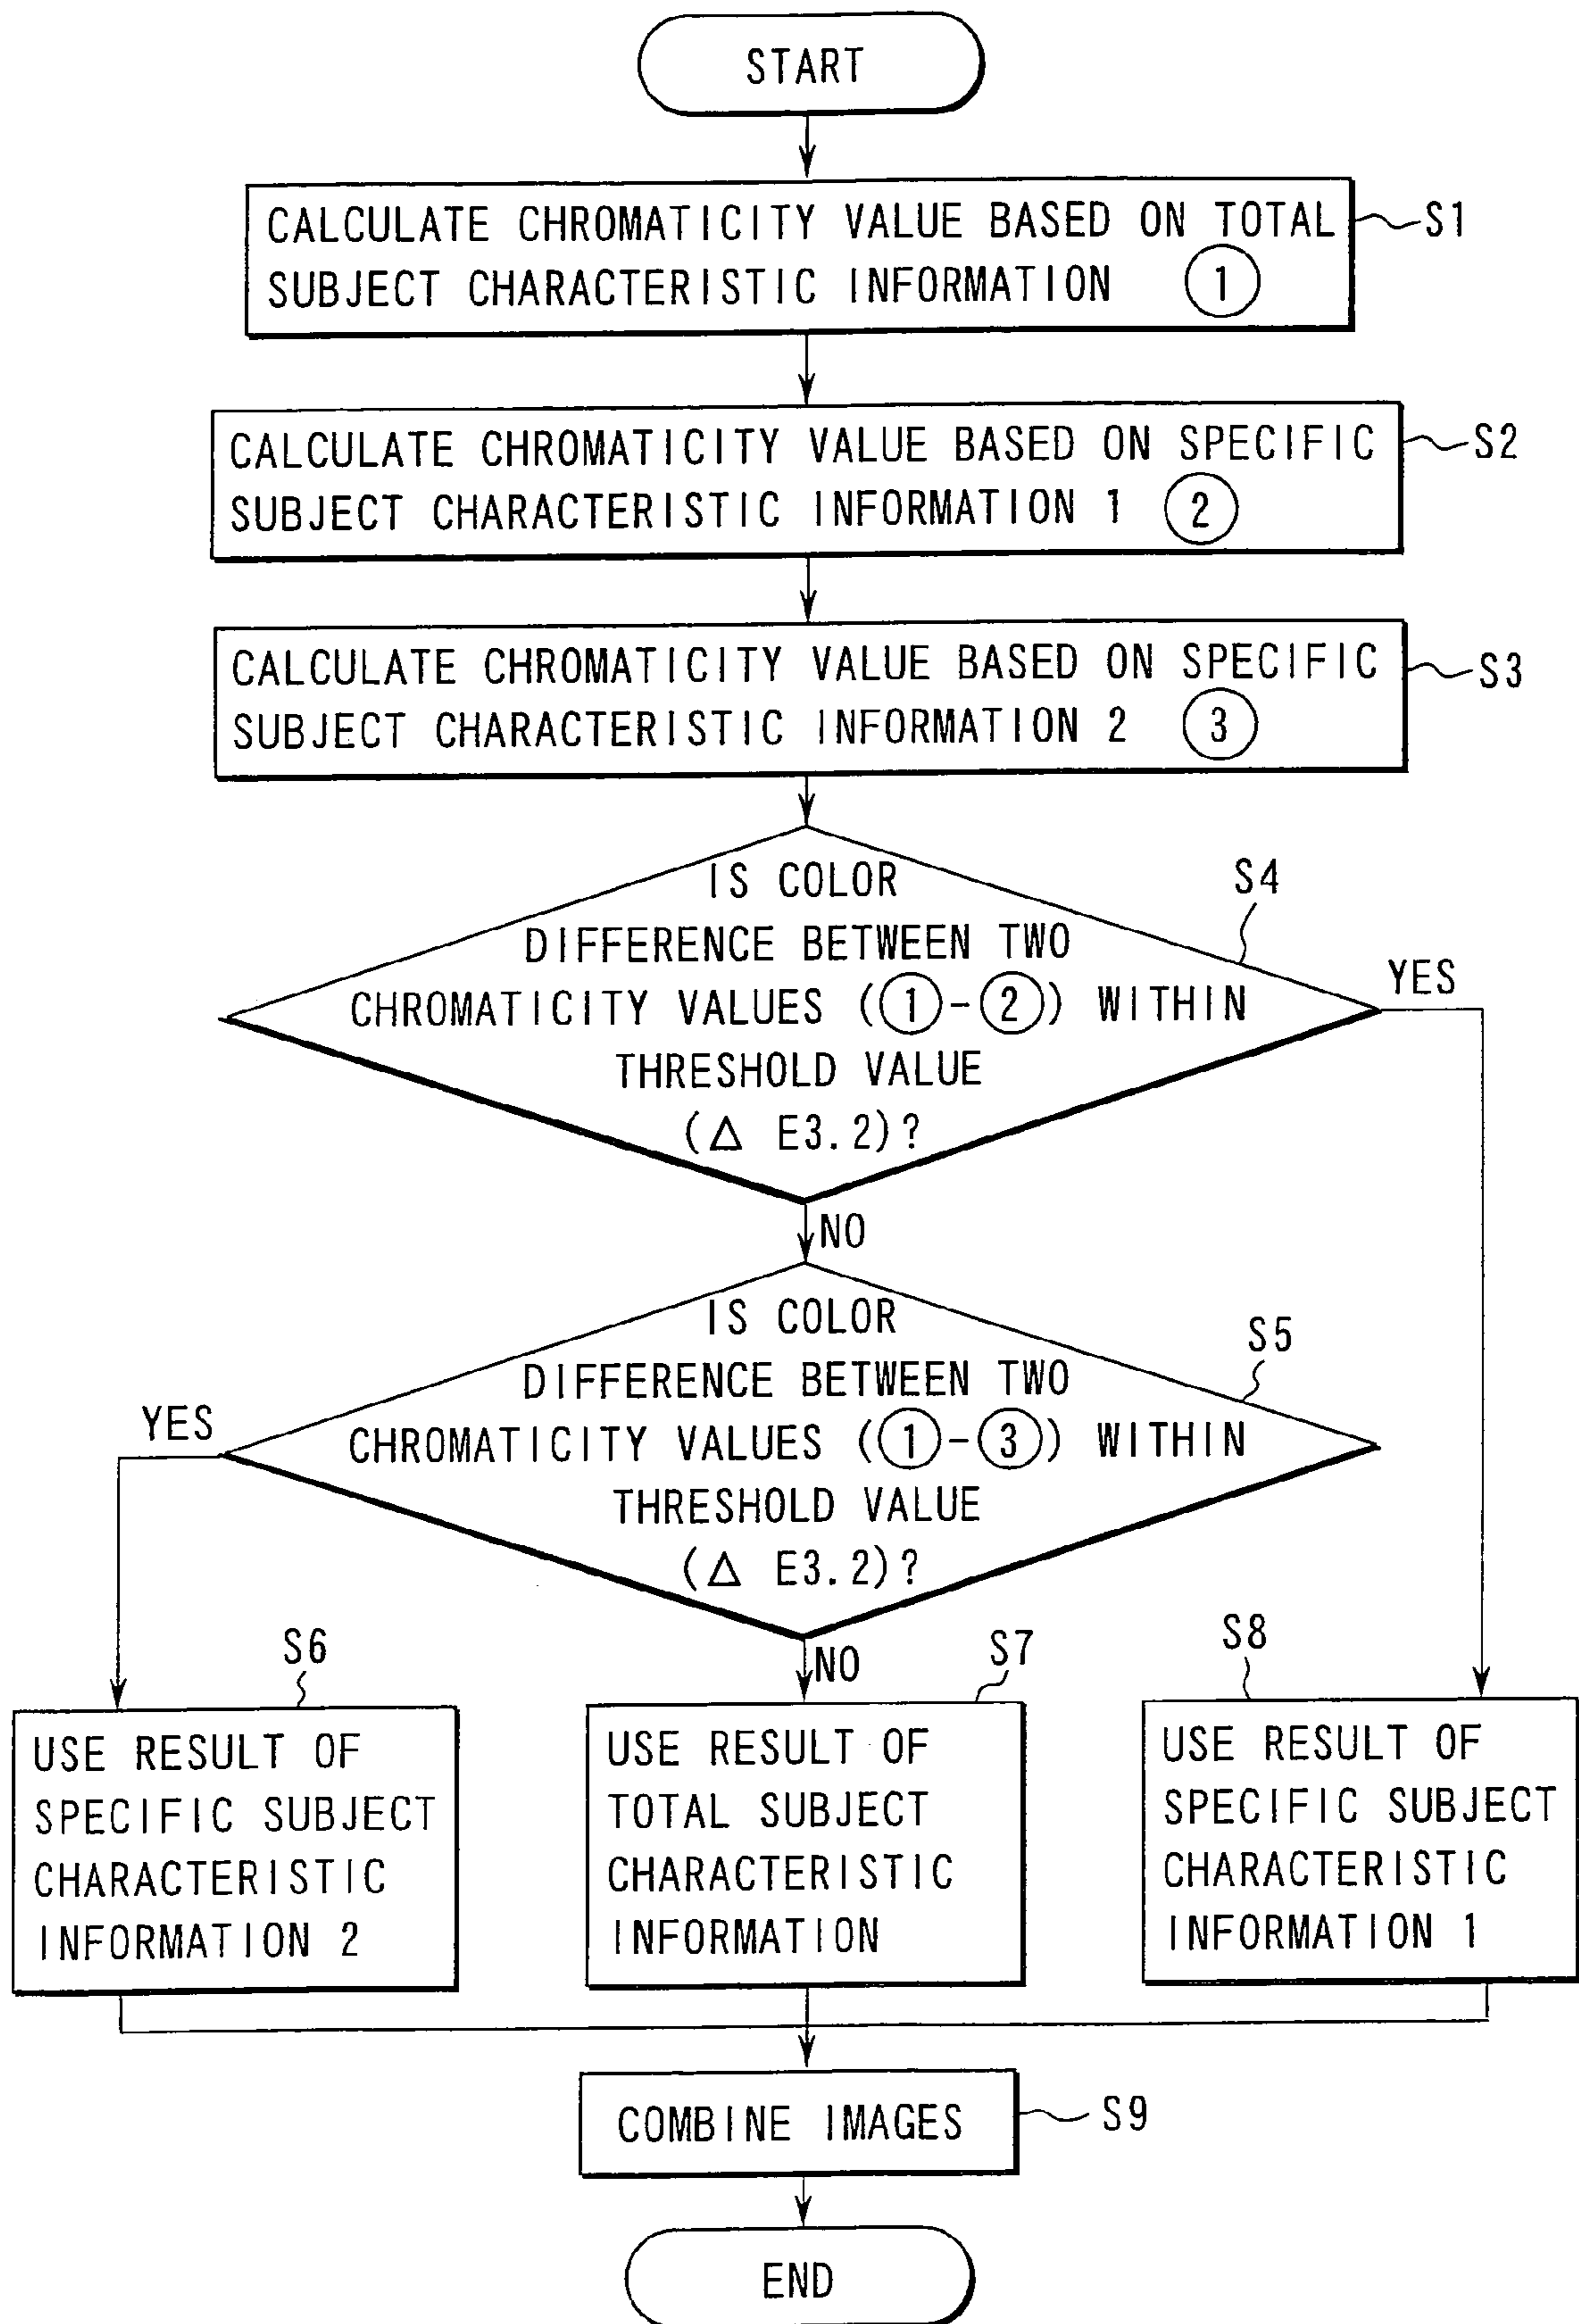 START
CALCULATE CHROMATICITY VALUE BASED ON TOTAL
SUBJECT CHARACTERISTIC INFORMATION ①
S1
CALCULATE CHROMATICITY VALUE BASED ON SPECIFIC
SUBJECT CHARACTERISTIC INFORMATION 1 ②
S2
CALCULATE CHROMATICITY VALUE BASED ON SPECIFIC
SUBJECT CHARACTERISTIC INFORMATION 2 ③
S3
IS COLOR
DIFFERENCE BETWEEN TWO
CHROMATICITY VALUES (①-②) WITHIN
THRESHOLD VALUE
(△ E3.2)?
S4
YES
NO
IS COLOR
DIFFERENCE BETWEEN TWO
CHROMATICITY VALUES (①-③) WITHIN
THRESHOLD VALUE
(△ E3.2)?
S5
YES
NO
S6
USE RESULT OF
SPECIFIC SUBJECT
CHARACTERISTIC
INFORMATION 2
S7
USE RESULT OF
TOTAL SUBJECT
CHARACTERISTIC
INFORMATION
S8
USE RESULT OF
SPECIFIC SUBJECT
CHARACTERISTIC
INFORMATION 1
COMBINE IMAGES
S9
END